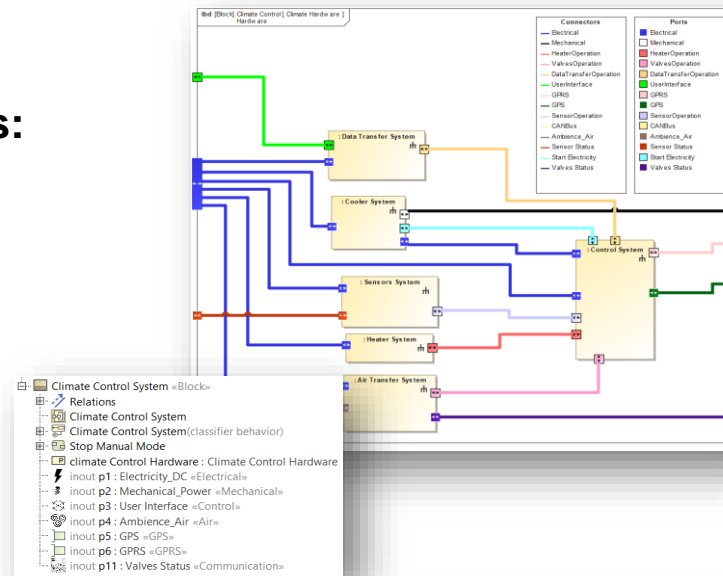 s:
ibd [Block] Climate Control [ Climate Hardware ]
Hardware
Connectors
Electrical
Mechanical
HeaterOperation
ValvesOperation
DataTransferOperation
UserInterface
GPRS
GPS
SensorOperation
CANBus
Ambience_Air
Sensor Status
Start Electricity
Valves Status
Ports
Electrical
Mechanical
HeaterOperation
ValvesOperation
DataTransferOperation
UserInterface
GPRS
GPS
SensorOperation
CANBus
Ambience_Air
Sensor Status
Start Electricity
Valves Status
: Data Transfer System
: Cooler System
: Control System
: Sensors System
: Heater System
: Air Transfer System
Climate Control System «Block»
Relations
Climate Control System
Climate Control System(classifier behavior)
Stop Manual Mode
P climate Control Hardware : Climate Control Hardware
inout p1 : Electricity_DC «Electrical»
inout p2 : Mechanical_Power «Mechanical»
inout p3 : User Interface «Control»
inout p4 : Ambience_Air «Air»
inout p5 : GPS «GPS»
inout p6 : GPRS «GPRS»
inout p11 : Valves Status «Communication»